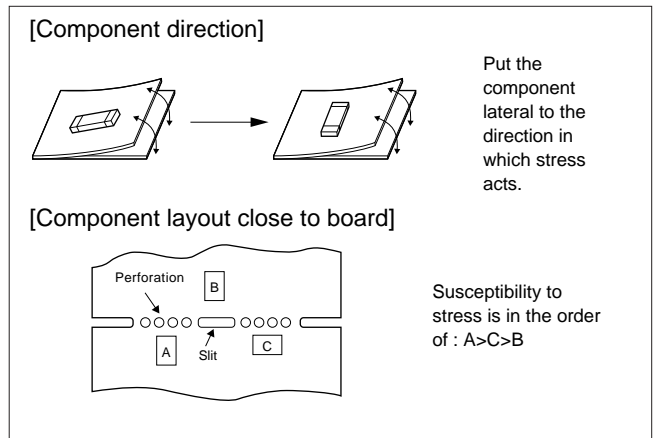 [Component direction]
Put the
component
lateral to the
direction in
which stress
acts.
[Component layout close to board]
Perforation
B
A
Slit
C
Susceptibility to
stress is in the order
of : A>C>B